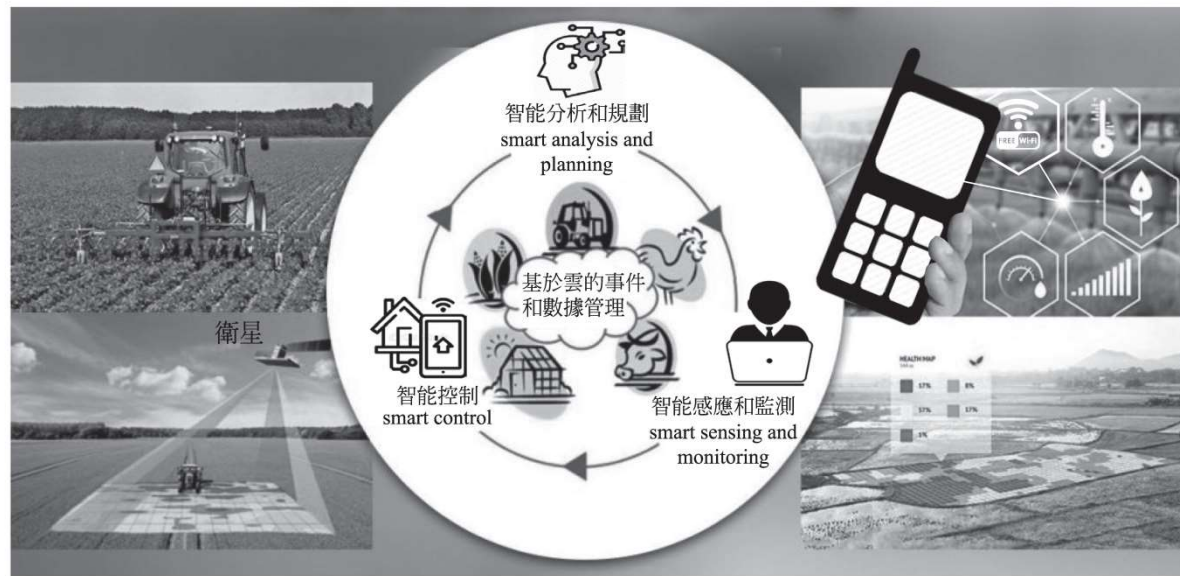 智能分析和規劃
smart analysis and
planning
FREE Wi-Fi
基於雲的事件
和數據管理
衛星
智能控制
smart control
智能感應和監測
smart sensing and
monitoring
HEALTH MAP
17%
8%
17%
17%
1%